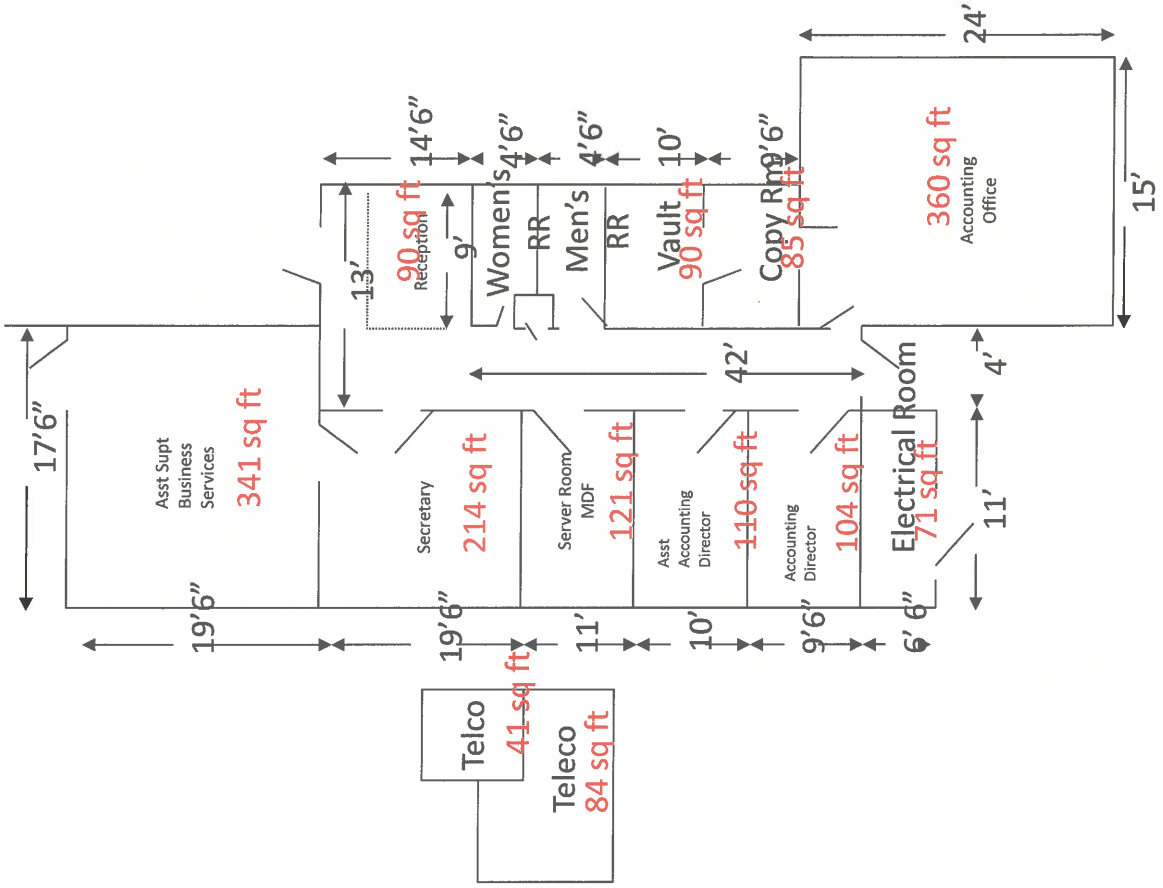 24'
15'
360 sq ft
Accounting
Office
14'6”
4'6”
4'6”
10'
9'6”
90 sq ft
Reception
9'
13'
Women's
RR
Men's
RR
Vault
90 sq ft
Copy Rm
85 sq ft
42'
4'
17'6”
Asst Supt
Business
Services
341 sq ft
Secretary
214 sq ft
Server Room
MDF
121 sq ft
Asst
Accounting
Director
110 sq ft
Accounting
Director
104 sq ft
Electrical Room
71 sq ft
11'
19'6”
19'6”
11'
10'
9'6”
6' 6”
Telco
41 sq ft
Teleco
84 sq ft